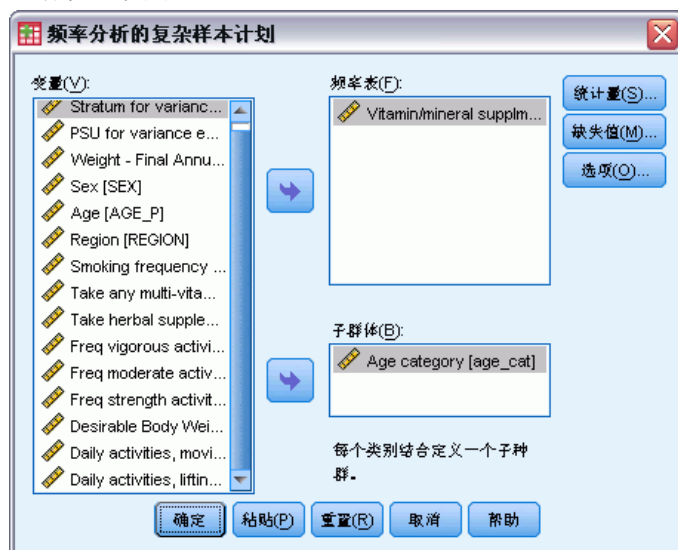 频率分析的复杂样本计划
变量(V):
Stratum for varianc...
PSU for variance e...
Weight - Final Annu...
Sex [SEX]
Age [AGE_P]
Region [REGION]
Smoking frequency ...
Take any multi-vita...
Take herbal supple...
Freq vigorous activi...
Freq moderate activ...
Freq strength activit...
Desirable Body Wei...
Daily activities, movi...
Daily activities, liftin...
频率表(F):
Vitamin/mineral supplm...
子群体(B):
Age category [age_cat]
每个类别结合定义一个子种
群。
统计量(S)...
缺失值(M)...
选项(O)...
确定
粘贴(P)
重置(R)
取消
帮助